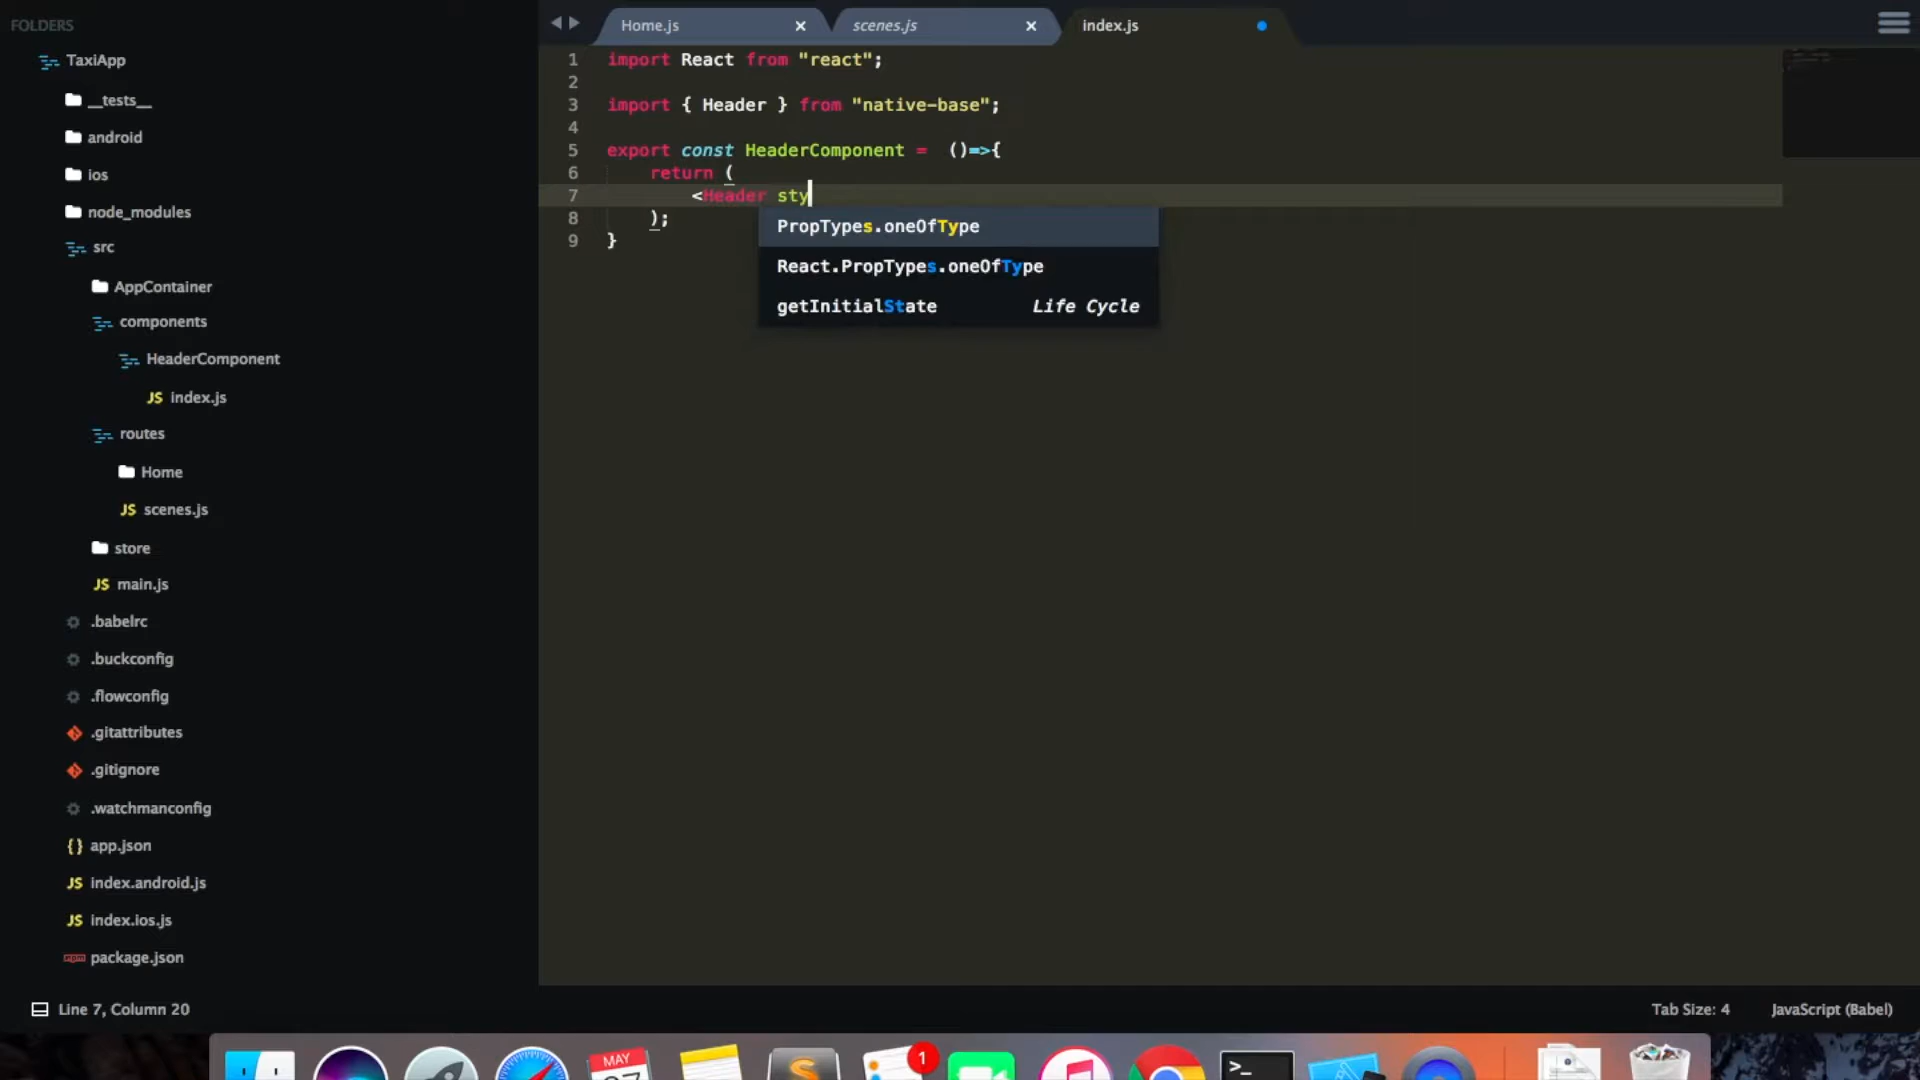 FOLDERS
TaxiApp
__tests__
android
ios
node_modules
src
AppContainer
components
HeaderComponent
JS index.js
routes
Home
JS scenes.js
store
JS main.js
.babelrc
.buckconfig
.flowconfig
.gitattributes
.gitignore
.watchmanconfig
{} app.json
JS index.android.js
JS index.ios.js
npm package.json
Home.js
scenes.js
index.js
1 import React from "react";
2
3 import { Header } from "native-base";
4
5 export const HeaderComponent =  ()=>{
6 return (
7 <Header sty
8 );
9 }
PropTypes.oneOfType
React.PropTypes.oneOfType
getInitialState Life Cycle
Line 7, Column 20
Tab Size: 4
JavaScript (Babel)
MAY
1
>_